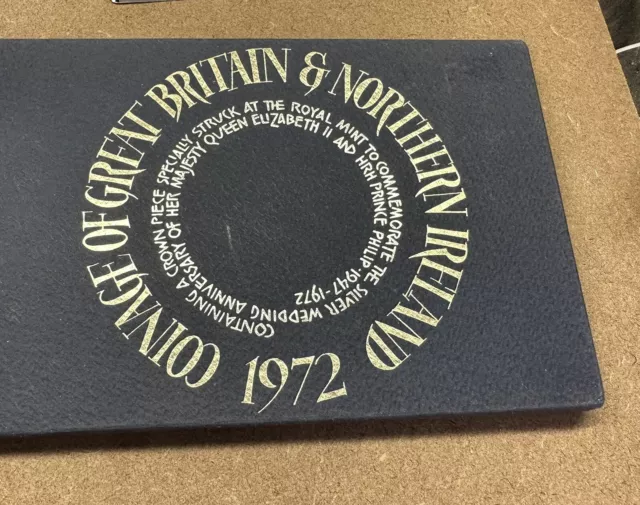 COINAGE OF GREAT BRITAIN & NORTHERN IRELAND
1972
CONTAINING A CROWN PIECE SPECIALLY STRUCK AT THE ROYAL MINT TO COMMEMORATE THE SILVER WEDDING ANNIVERSARY OF HER MAJESTY QUEEN ELIZABETH II AND HRH PRINCE PHILIP·1947-1972